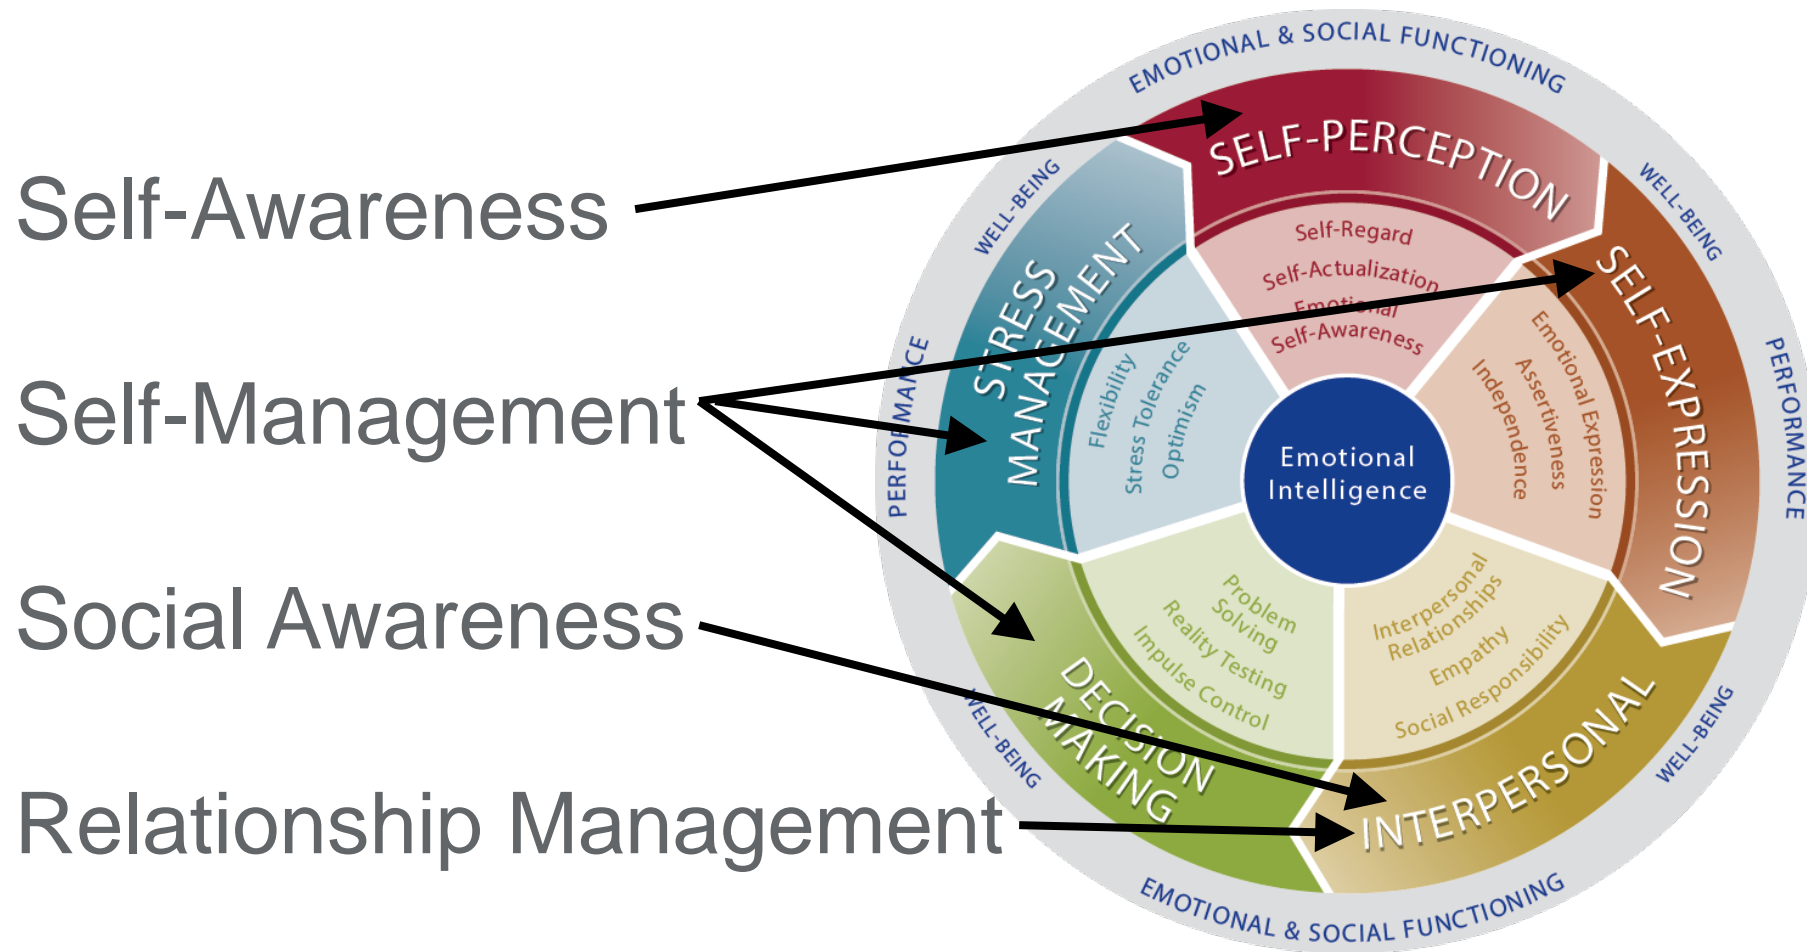 Self-Awareness
Self-Management
Social Awareness
Relationship Management
EMOTIONAL & SOCIAL FUNCTIONING
WELL-BEING
PERFORMANCE
WELL-BEING
EMOTIONAL & SOCIAL FUNCTIONING
WELL-BEING
PERFORMANCE
WELL-BEING
SELF-PERCEPTION
Self-Regard
Self-Actualization
Emotional
Self-Awareness
SELF-EXPRESSION
Emotional Expression
Assertiveness
Independence
INTERPERSONAL
Interpersonal
Relationships
Empathy
Social Responsibility
DECISION
MAKING
Problem
Solving
Reality Testing
Impulse Control
STRESS
MANAGEMENT
Flexibility
Stress Tolerance
Optimism
Emotional
Intelligence